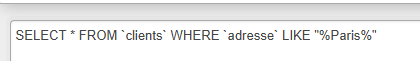 SELECT * FROM `clients` WHERE `adresse` LIKE "%Paris%"